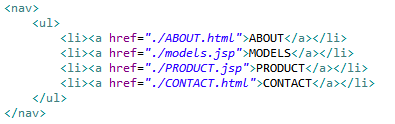 <nav>
<ul>
<li><a href="./ABOUT.html">ABOUT</a></li>
<li><a href="./models.jsp">MODELS</a></li>
<li><a href="./PRODUCT.jsp">PRODUCT</a></li>
<li><a href="./CONTACT.html">CONTACT</a></li>
</ul>
</nav>